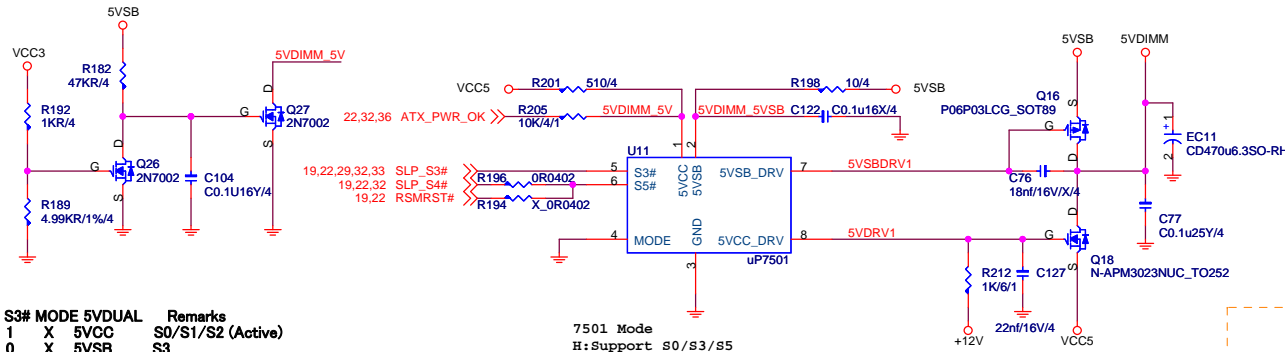 5VSB
VCC3
R182
47KR/4
5VDIMM_5V
R192
1KR/4
D
G
S
Q27
2N7002
D
G
S
Q26
2N7002
C104
C0.1U16Y/4
R189
4.99KR/1%/4
VCC5
R201
510/4
R198
10/4
5VSB
22,32,36 ATX_PWR_OK
R205
10K/4/1
5VDIMM_5V
5VDIMM_5VSB
C122
C0.1u16X/4
U11
1
2
19,22,29,32,33 SLP_S3#
5
S3#
19,22,32 SLP_S4#
R196
0R0402
6
S5#
19,22 RSMRST#
R194
X_0R0402
5VCC
5VSB
5VSB_DRV
7
5VSBDRV1
4
MODE
GND
5VCC_DRV
8
5VDRV1
3
uP7501
5VSB
5VDIMM
Q16
P06P03LCG_SOT89
S
G
D
1
+
2
EC11
CD470u6.3SO-RH
C76
18nf/16V/X/4
C77
C0.1u25Y/4
D
G
S
Q18
N-APM3023NUC_TO252
R212
1K/6/1
C127
22nf/16V/4
+12V
VCC5
S3# MODE 5VDUAL Remarks
1 X 5VCC S0/S1/S2 (Active)
0 X 5VSB S3
7501 Mode
H:Support S0/S3/S5